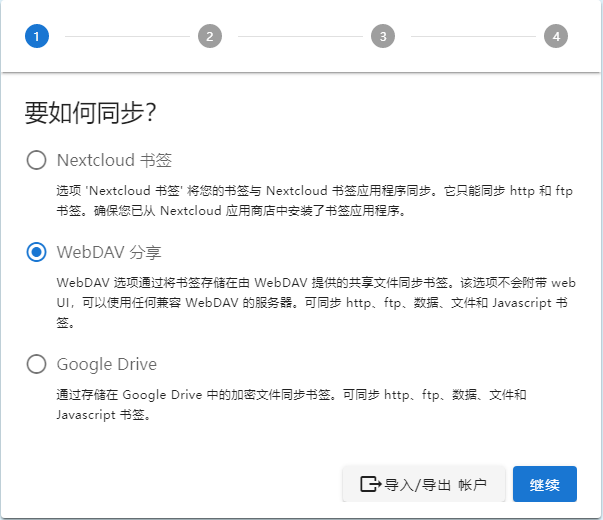 1
2
3
4
要如何同步？
Nextcloud 书签
选项 'Nextcloud 书签' 将您的书签与 Nextcloud 书签应用程序同步。它只能同步 http 和 ftp
书签。确保您已从 Nextcloud 应用商店中安装了书签应用程序。
WebDAV 分享
WebDAV 选项通过将书签存储在由 WebDAV 提供的共享文件同步书签。该选项不会附带 web
UI，可以使用任何兼容 WebDAV 的服务器。可同步 http、ftp、数据、文件和 Javascript 书
签。
Google Drive
通过存储在 Google Drive 中的加密文件同步书签。可同步 http、ftp、数据、文件和
Javascript 书签。
导入/导出 帐户
继续